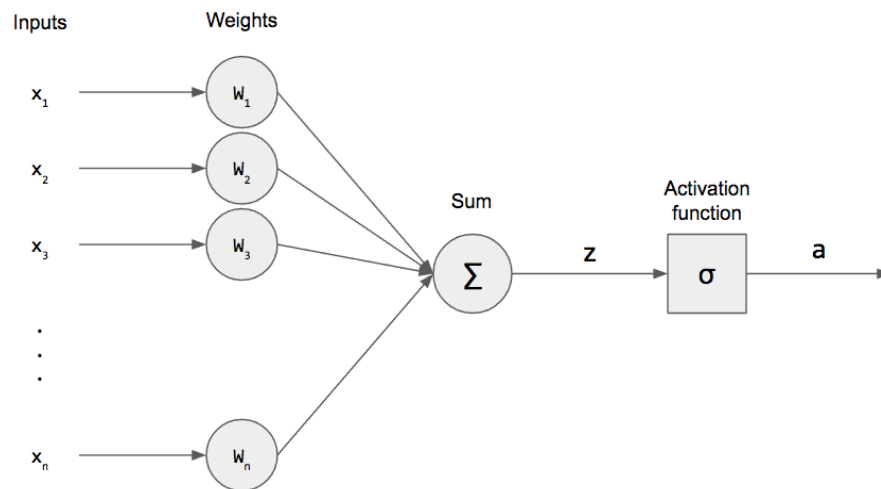 Inputs
Weights
x₁
W₁
x₂
W₂
x₃
W₃
Sum
Σ
z
Activation
function
σ
a
.
.
.
xₙ
Wₙ